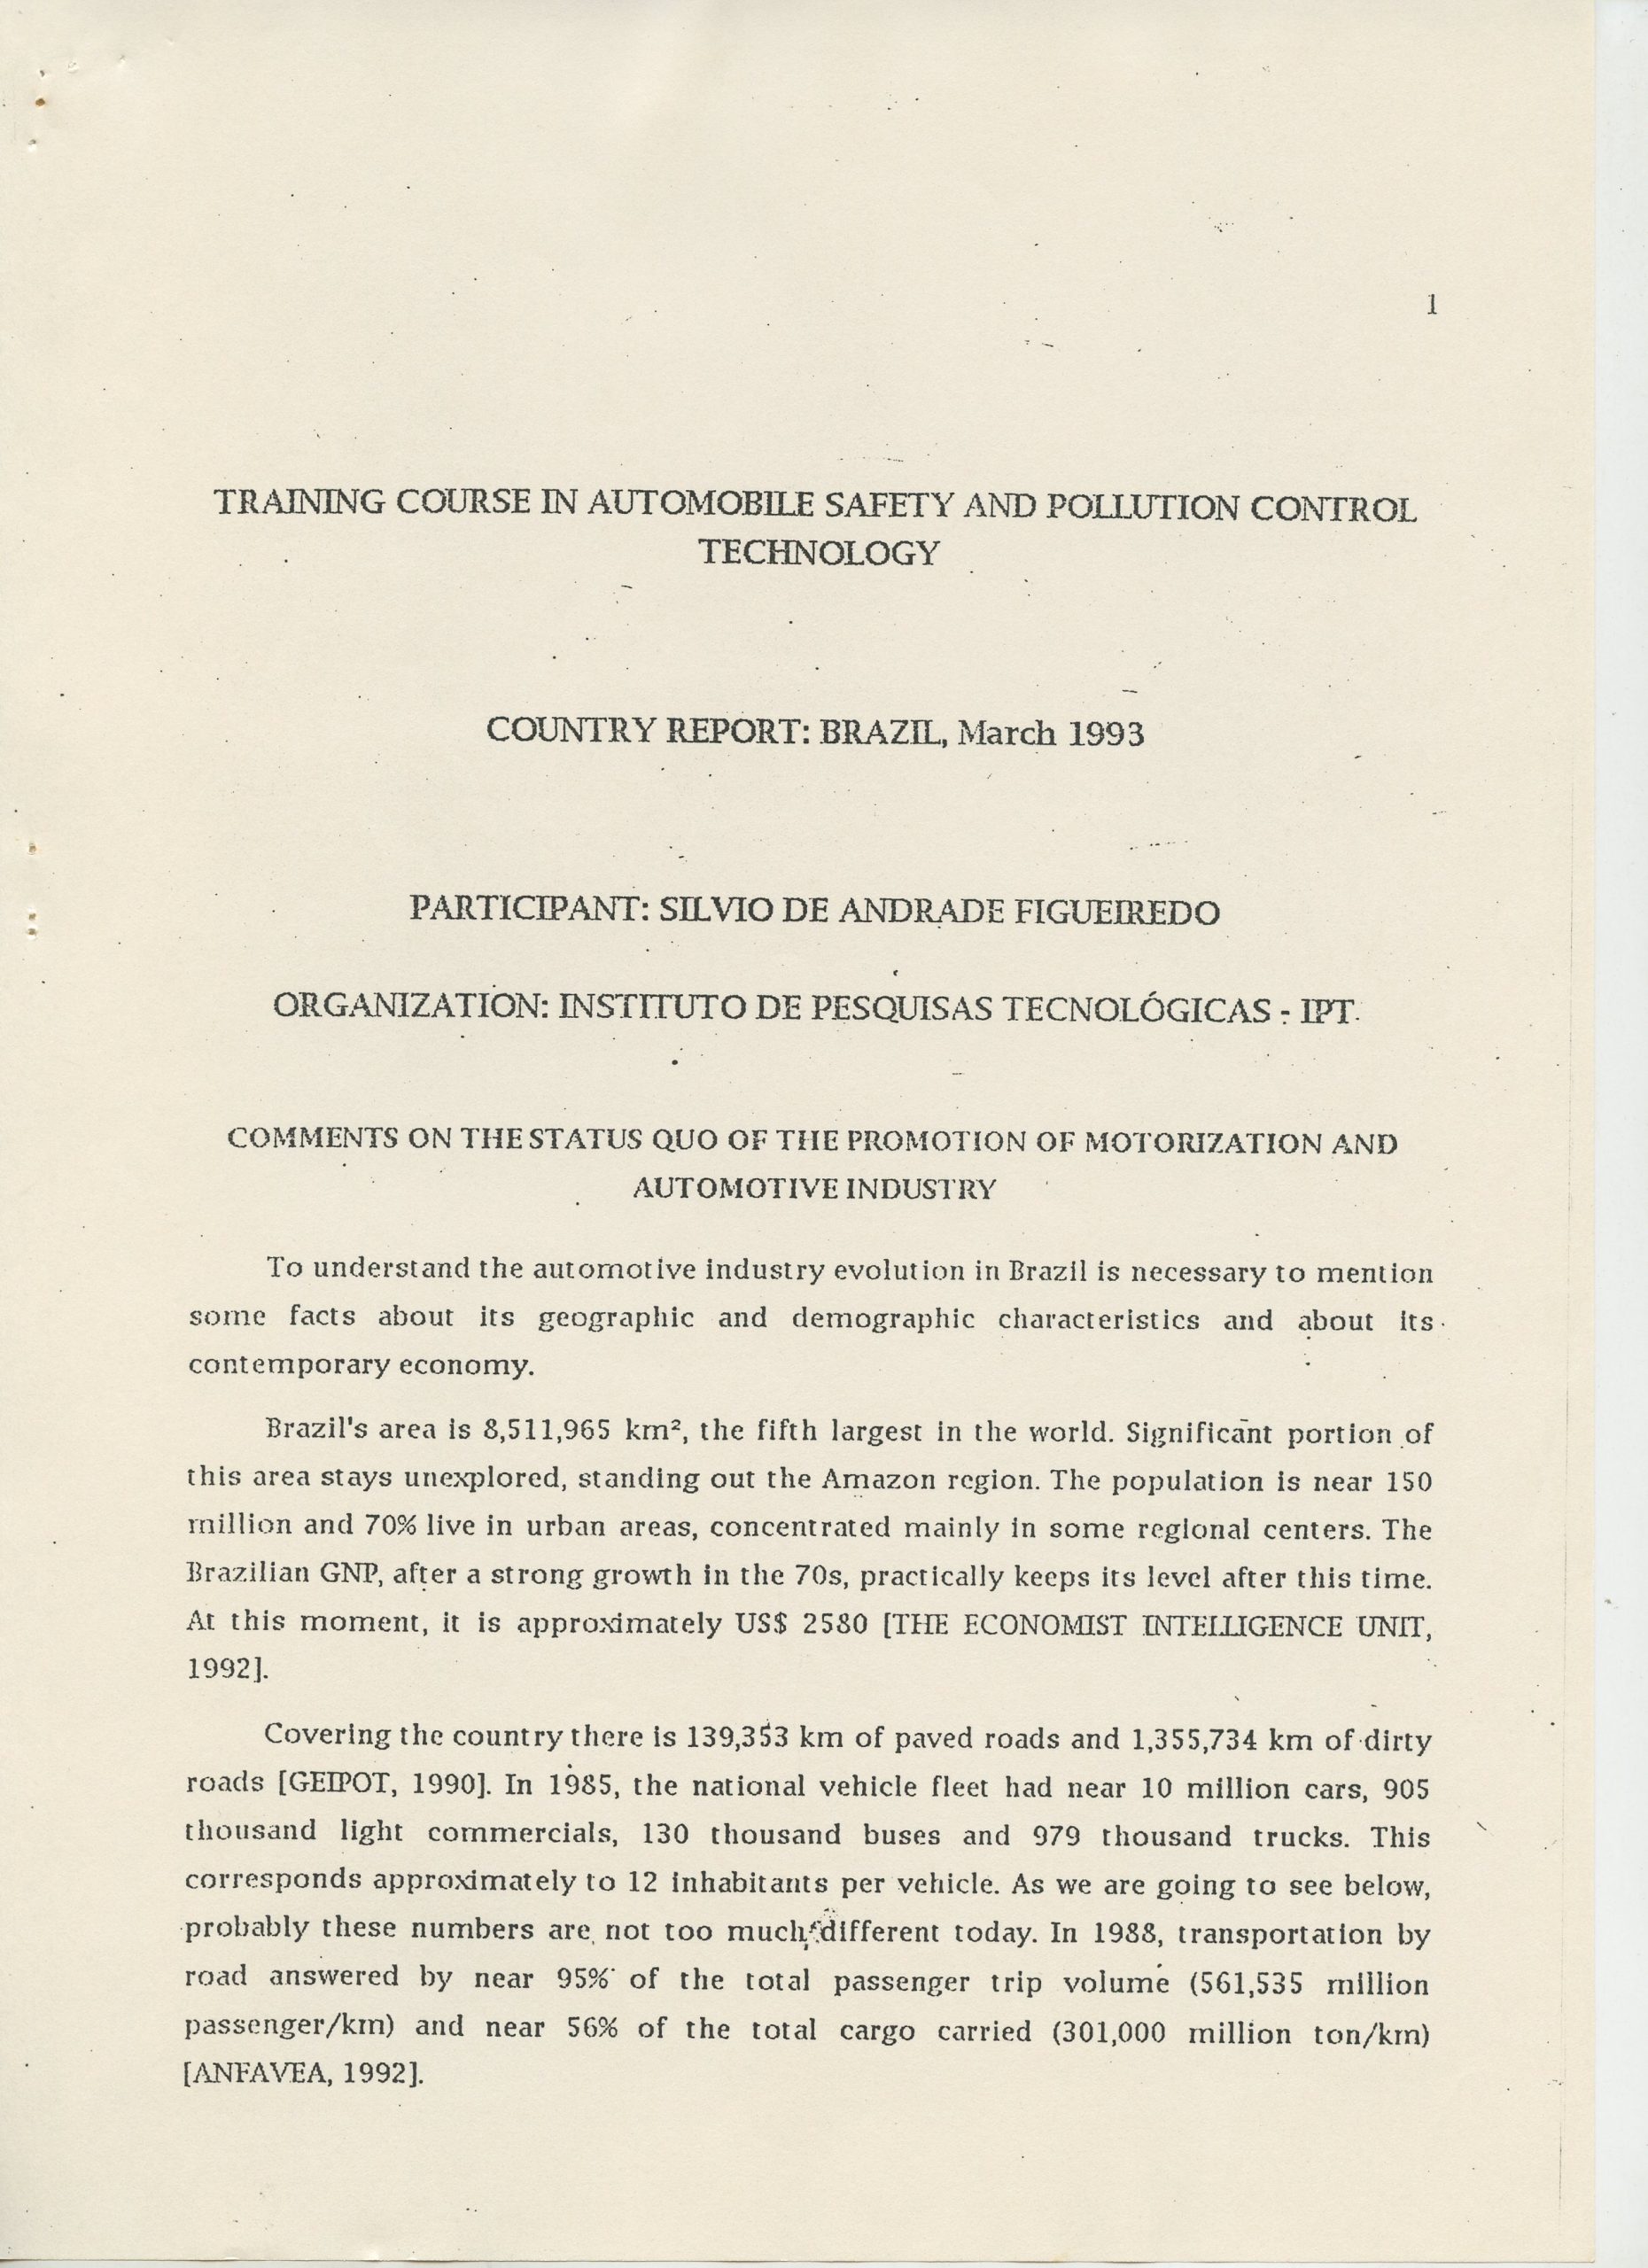 1
TRAINING COURSE IN AUTOMOBILE SAFETY AND POLLUTION CONTROL
TECHNOLOGY
COUNTRY REPORT: BRAZIL, March 1993
PARTICIPANT: SILVIO DE ANDRADE FIGUEIREDO
ORGANIZATION: INSTITUTO DE PESQUISAS TECNOLÓGICAS - IPT
COMMENTS ON THE STATUS QUO OF THE PROMOTION OF MOTORIZATION AND
AUTOMOTIVE INDUSTRY
To understand the automotive industry evolution in Brazil is necessary to mention
some facts about its geographic and demographic characteristics and about its
contemporary economy.
Brazil's area is 8,511,965 km², the fifth largest in the world. Significant portion of
this area stays unexplored, standing out the Amazon region. The population is near 150
million and 70% live in urban areas, concentrated mainly in some regional centers. The
Brazilian GNP, after a strong growth in the 70s, practically keeps its level after this time.
At this moment, it is approximately US$ 2580 [THE ECONOMIST INTELLIGENCE UNIT,
1992].
Covering the country there is 139,353 km of paved roads and 1,355,734 km of dirty
roads [GEIPOT, 1990]. In 1985, the national vehicle fleet had near 10 million cars, 905
thousand light commercials, 130 thousand buses and 979 thousand trucks. This
corresponds approximately to 12 inhabitants per vehicle. As we are going to see below,
probably these numbers are not too much different today. In 1988, transportation by
road answered by near 95% of the total passenger trip volume (561,535 million
passenger/km) and near 56% of the total cargo carried (301,000 million ton/km)
[ANFAVEA, 1992].